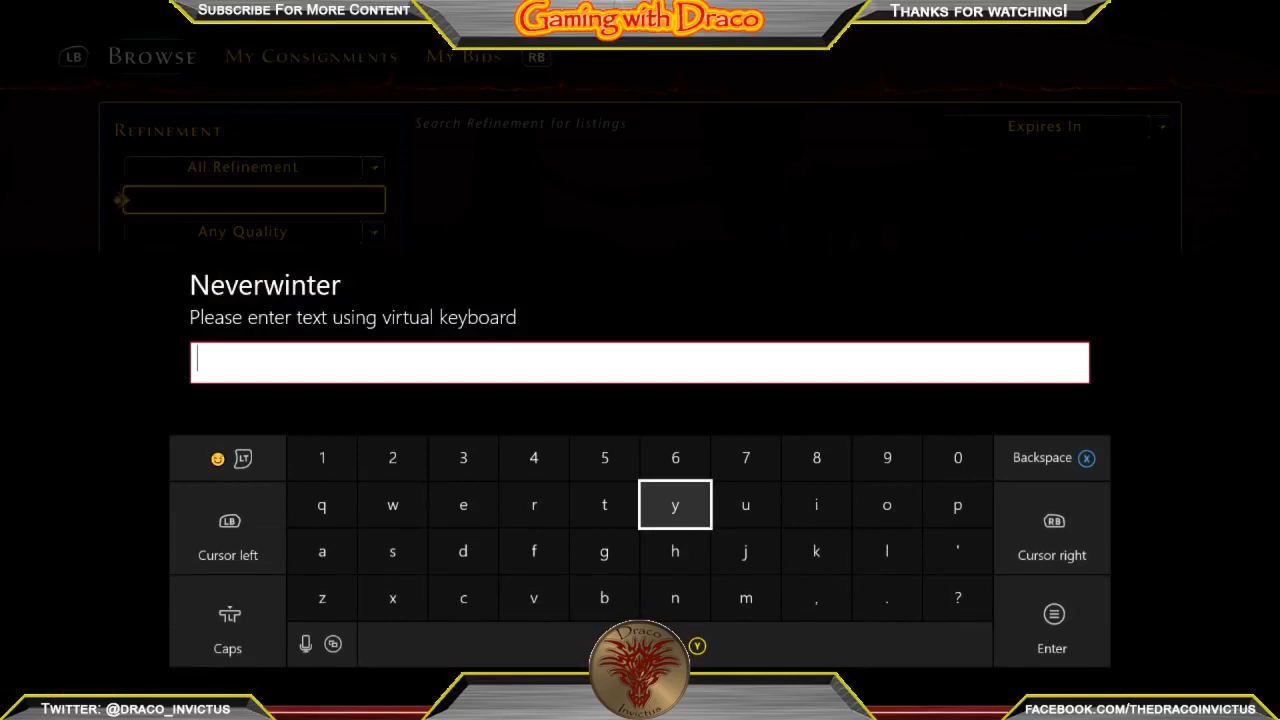 Subscribe For More Content
Gaming with Draco
Thanks for watching!
LB Browse My Consignments My Bids RB
Refinement
Search Refinement for listings
Expires In
All Refinement
Any Quality
Neverwinter
Please enter text using virtual keyboard
LT 1 2 3 4 5 6 7 8 9 0 Backspace X
q w e r t y u i o p
LB Cursor left
RB Cursor right
a s d f g h j k l '
z x c v b n m , . ?
Caps
Y
Enter
Draco
Invictus
Twitter: @draco_invictus
facebook.com/thedracoinvictus